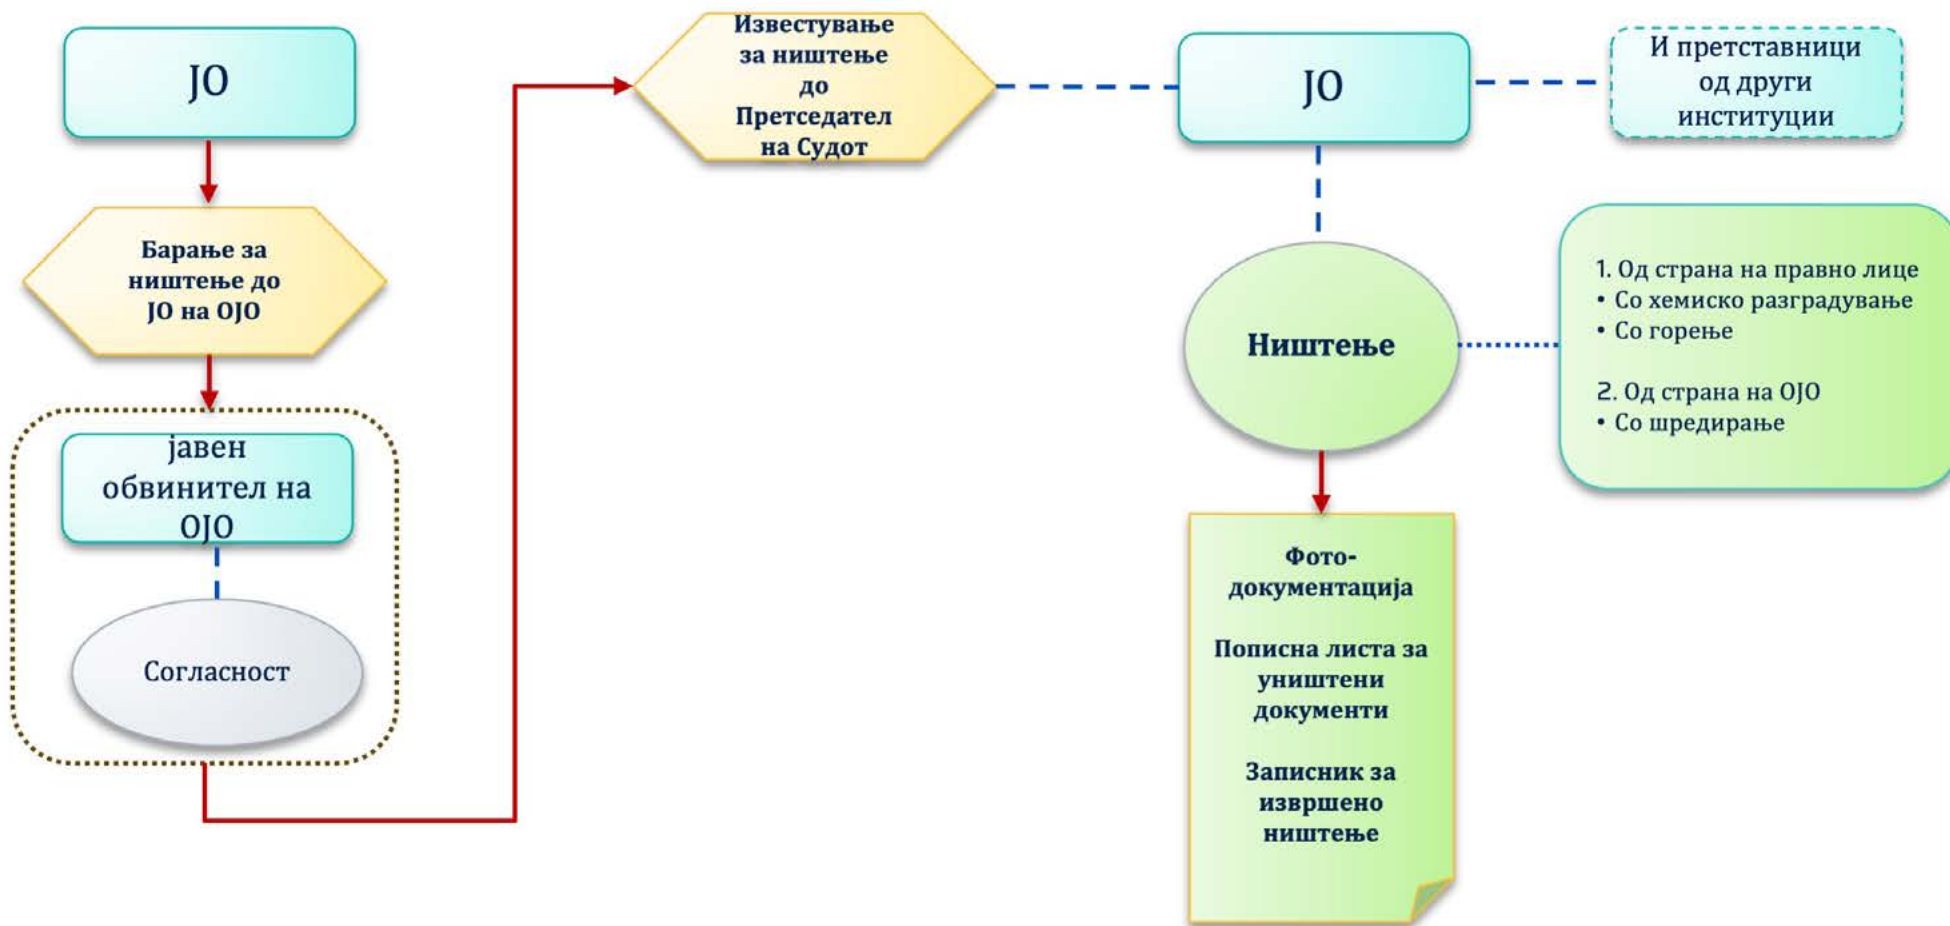 ЈО
Барање за
ништење до
ЈО на ОЈО
јавен
обвинител на
ОЈО
Согласност
Известување
за ништење
до
Претседател
на Судот
ЈО
И претставници
од други
институции
Ништење
1. Од страна на правно лице
• Со хемиско разградување
• Со горење
2. Од страна на ОЈО
• Со шредирање
Фото-
документација
Пописна листа за
уништени
документи
Записник за
извршено
ништење